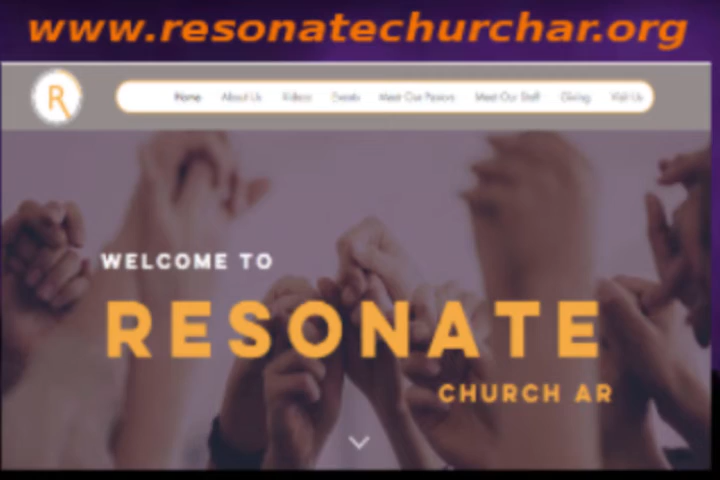 www.resonatechurchar.org
R
Home About Us Videos Events Meet Our Pastors Meet Our Staff Giving Visit Us
WELCOME TO
RESONATE
CHURCH AR